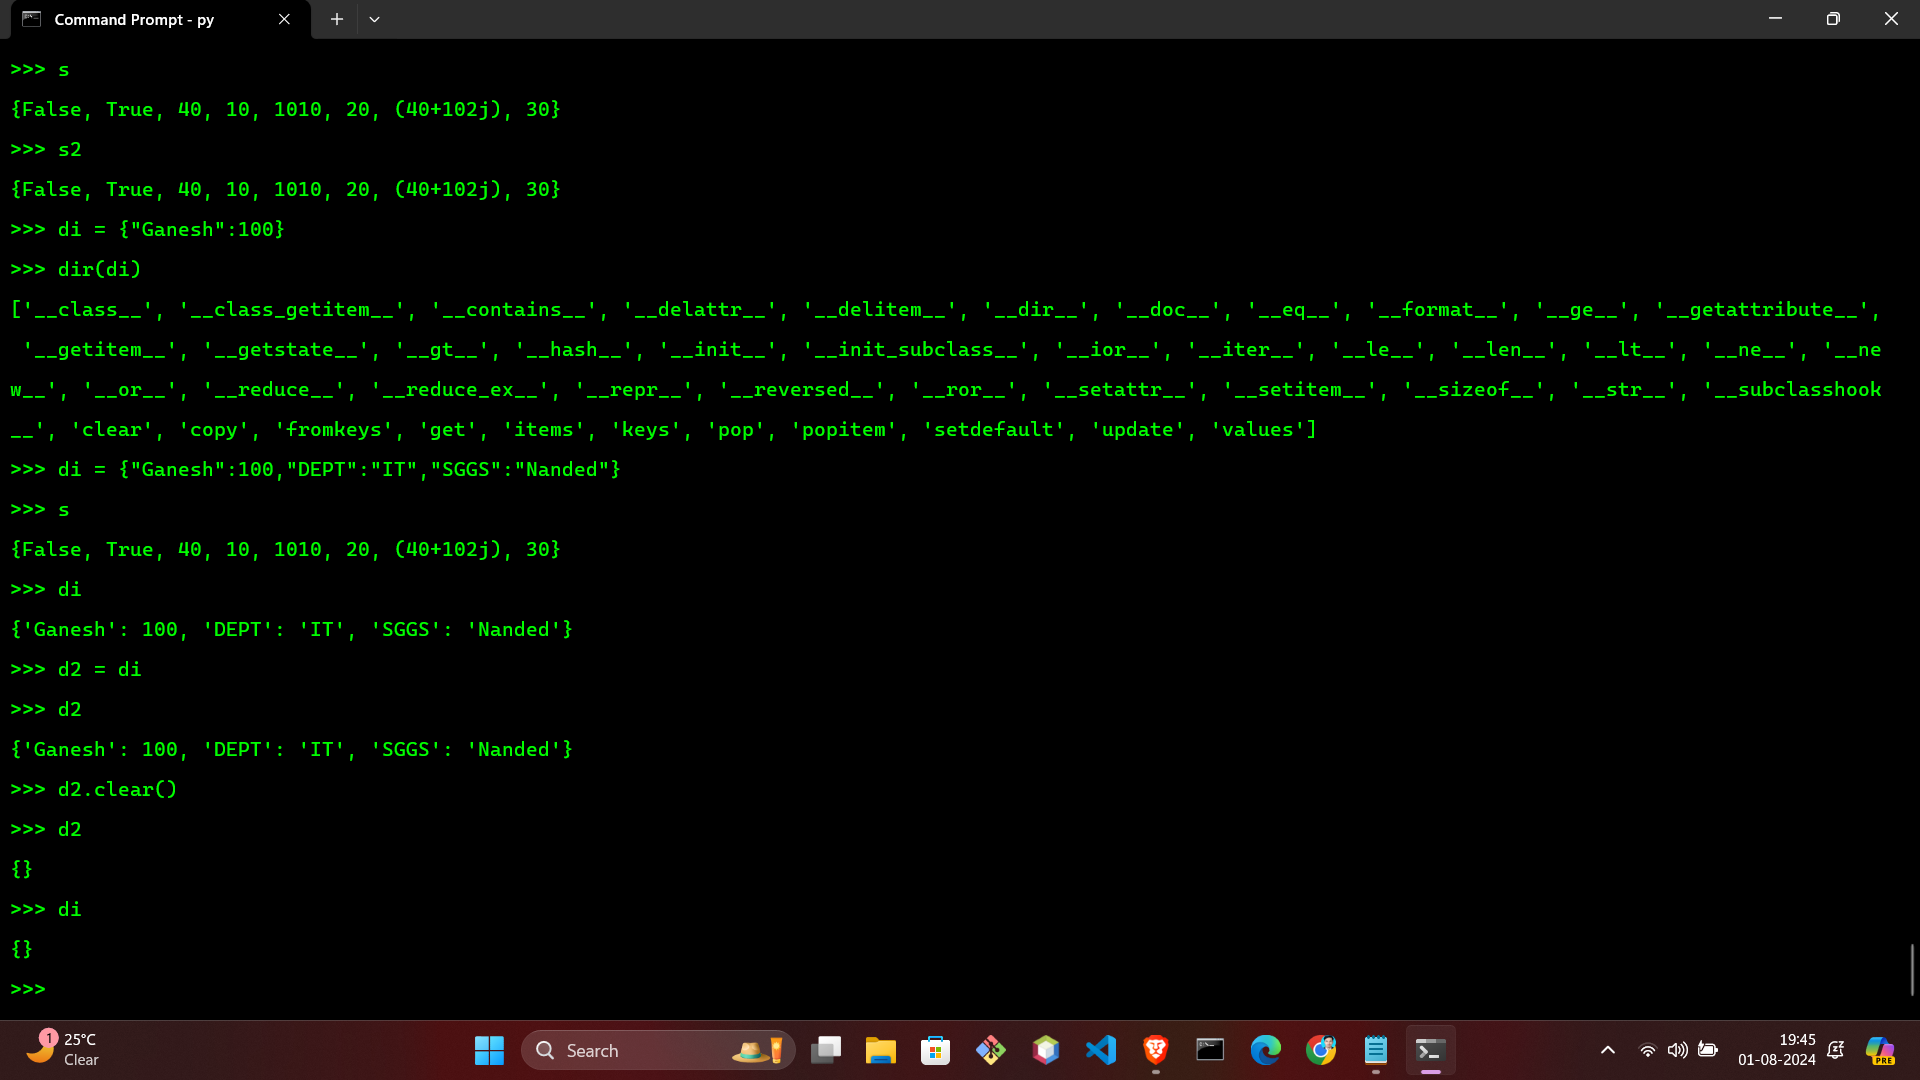 Command Prompt - py
>>> s
{False, True, 40, 10, 1010, 20, (40+102j), 30}
>>> s2
{False, True, 40, 10, 1010, 20, (40+102j), 30}
>>> di = {"Ganesh":100}
>>> dir(di)
['__class__', '__class_getitem__', '__contains__', '__delattr__', '__delitem__', '__dir__', '__doc__', '__eq__', '__format__', '__ge__', '__getattribute__',
 '__getitem__', '__getstate__', '__gt__', '__hash__', '__init__', '__init_subclass__', '__ior__', '__iter__', '__le__', '__len__', '__lt__', '__ne__', '__ne
w__', '__or__', '__reduce__', '__reduce_ex__', '__repr__', '__reversed__', '__ror__', '__setattr__', '__setitem__', '__sizeof__', '__str__', '__subclasshook
__', 'clear', 'copy', 'fromkeys', 'get', 'items', 'keys', 'pop', 'popitem', 'setdefault', 'update', 'values']
>>> di = {"Ganesh":100,"DEPT":"IT","SGGS":"Nanded"}
>>> s
{False, True, 40, 10, 1010, 20, (40+102j), 30}
>>> di
{'Ganesh': 100, 'DEPT': 'IT', 'SGGS': 'Nanded'}
>>> d2 = di
>>> d2
{'Ganesh': 100, 'DEPT': 'IT', 'SGGS': 'Nanded'}
>>> d2.clear()
>>> d2
{}
>>> di
{}
>>>
1
25°C
Clear
Search
19:45
01-08-2024
PRE